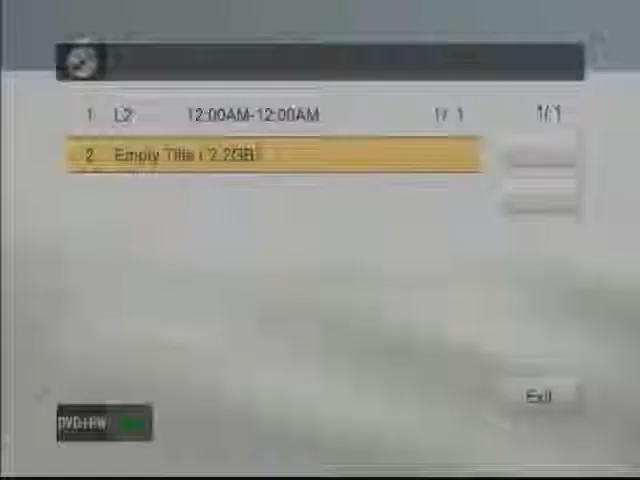 1 L2 12:00AM-12:00AM 1/ 1 1/1
2 Empty Title ( 2.2GB)
Exit
DVD+RW